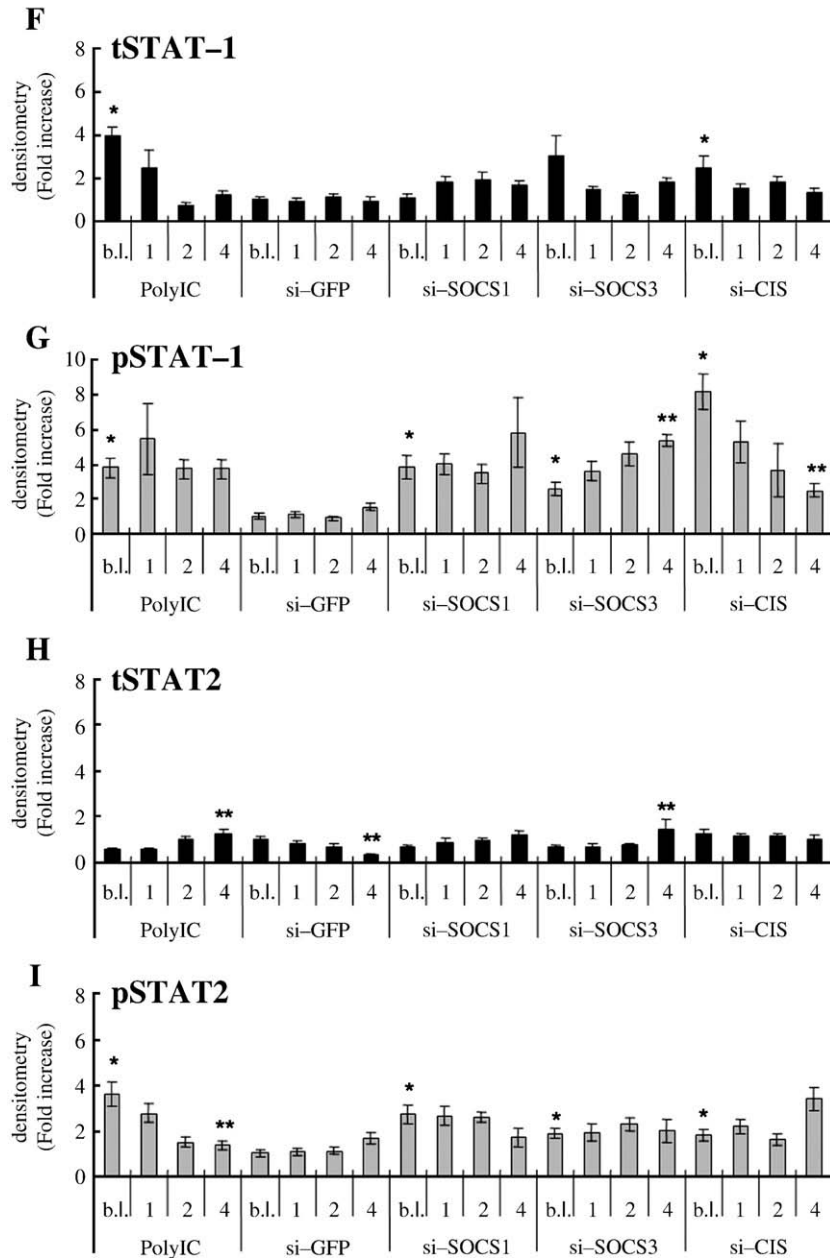 F
tSTAT–1
densitometry
(Fold increase)
8
6
4
2
0
*
*
b.l. 1 2 4 b.l. 1 2 4 b.l. 1 2 4 b.l. 1 2 4 b.l. 1 2 4
PolyIC si–GFP si–SOCS1 si–SOCS3 si–CIS
G
pSTAT–1
densitometry
(Fold increase)
10
8
6
4
2
0
*
*
*
**
*
**
b.l. 1 2 4 b.l. 1 2 4 b.l. 1 2 4 b.l. 1 2 4 b.l. 1 2 4
PolyIC si–GFP si–SOCS1 si–SOCS3 si–CIS
H
tSTAT2
densitometry
(Fold increase)
8
6
4
2
0
**
**
**
b.l. 1 2 4 b.l. 1 2 4 b.l. 1 2 4 b.l. 1 2 4 b.l. 1 2 4
PolyIC si–GFP si–SOCS1 si–SOCS3 si–CIS
I
pSTAT2
densitometry
(Fold increase)
8
6
4
2
0
*
**
*
*
*
b.l. 1 2 4 b.l. 1 2 4 b.l. 1 2 4 b.l. 1 2 4 b.l. 1 2 4
PolyIC si–GFP si–SOCS1 si–SOCS3 si–CIS